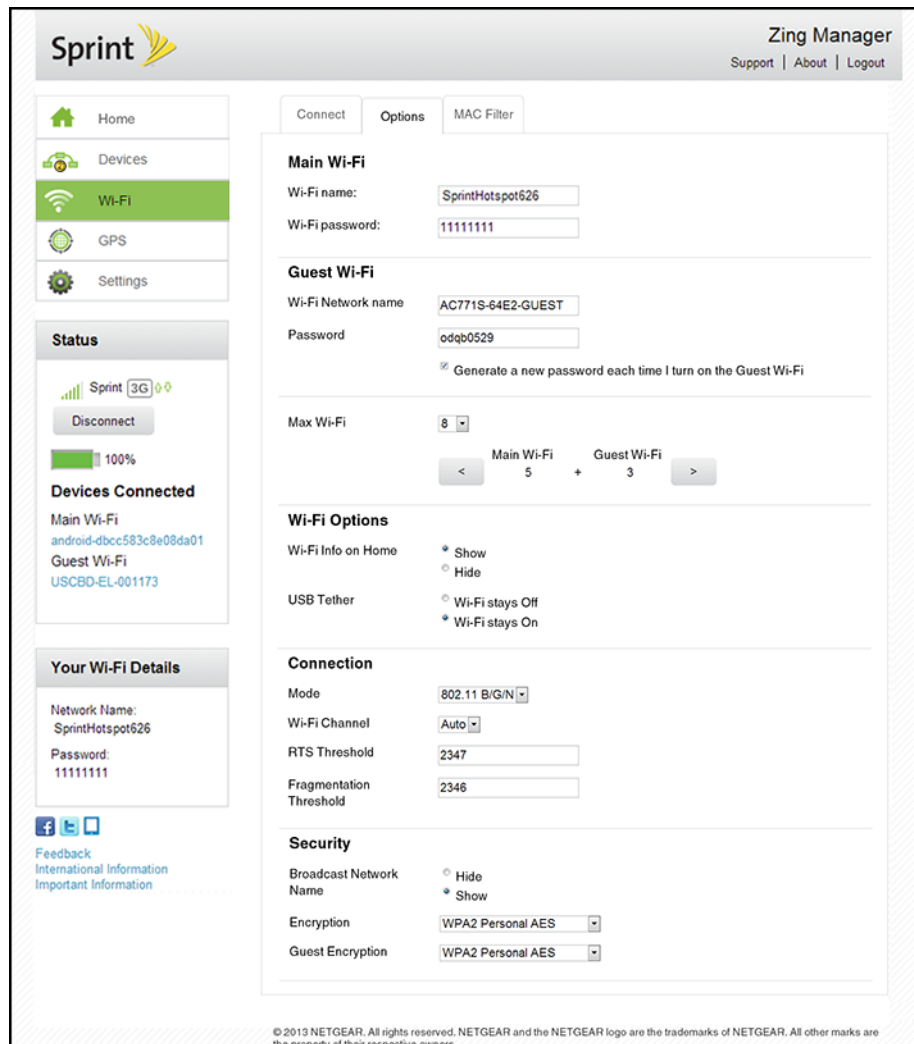 Sprint
Zing Manager
Support | About | Logout
Home
Devices
Wi-Fi
GPS
Settings
Status
Sprint 3G
Disconnect
100%
Devices Connected
Main Wi-Fi
android-dbcc583c8e08da01
Guest Wi-Fi
USCBD-EL-001173
Your Wi-Fi Details
Network Name:
SprintHotspot626
Password:
11111111
Feedback
International Information
Important Information
Connect Options MAC Filter
Main Wi-Fi
Wi-Fi name: SprintHotspot626
Wi-Fi password: 11111111
Guest Wi-Fi
Wi-Fi Network name AC771S-64E2-GUEST
Password odqb0529
Generate a new password each time I turn on the Guest Wi-Fi
Max Wi-Fi 8
Main Wi-Fi Guest Wi-Fi
< 5 + 3 >
Wi-Fi Options
Wi-Fi Info on Home Show
Hide
USB Tether Wi-Fi stays Off
Wi-Fi stays On
Connection
Mode 802.11 B/G/N
Wi-Fi Channel Auto
RTS Threshold 2347
Fragmentation 2346
Threshold
Security
Broadcast Network Hide
Name Show
Encryption WPA2 Personal AES
Guest Encryption WPA2 Personal AES
© 2013 NETGEAR. All rights reserved. NETGEAR and the NETGEAR logo are the trademarks of NETGEAR. All other marks are
the property of their respective owners